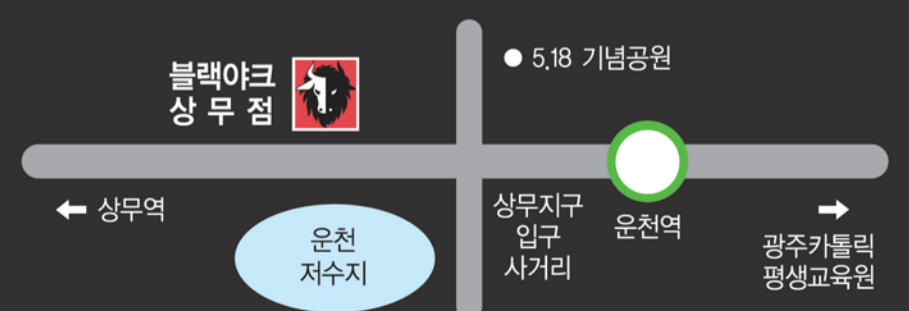 블랙야크
상 무 점
● 5.18 기념공원
← 상무역
운천
저수지
상무지구
입구
사거리
운천역
→
광주카톨릭
평생교육원